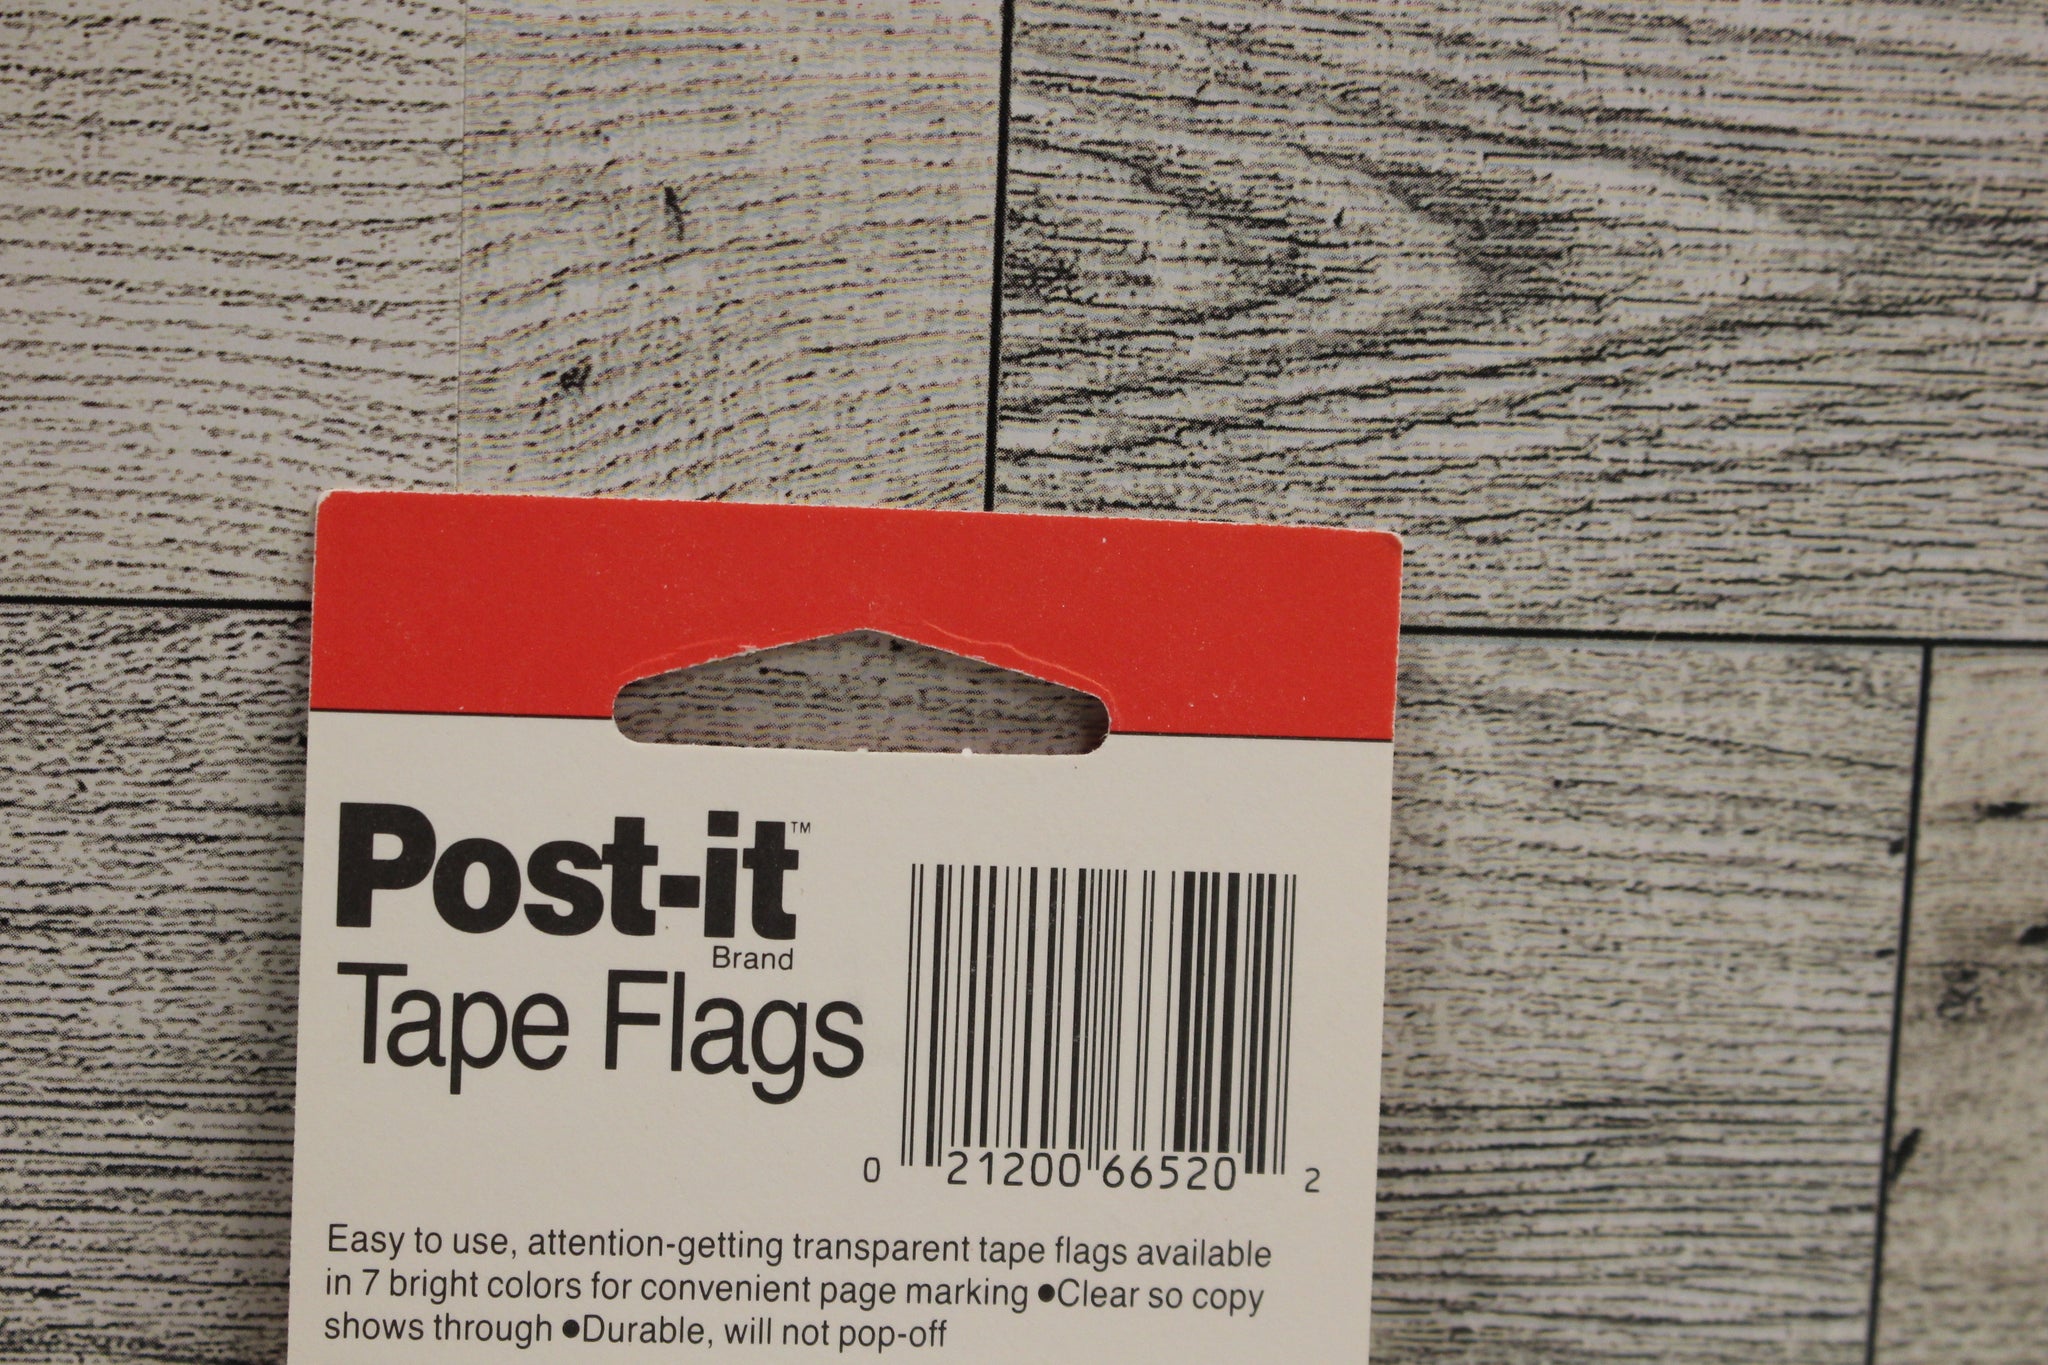 Post-it™
Brand
Tape Flags
0 21200 66520 2
Easy to use, attention-getting transparent tape flags available
in 7 bright colors for convenient page marking ●Clear so copy
shows through ●Durable, will not pop-off